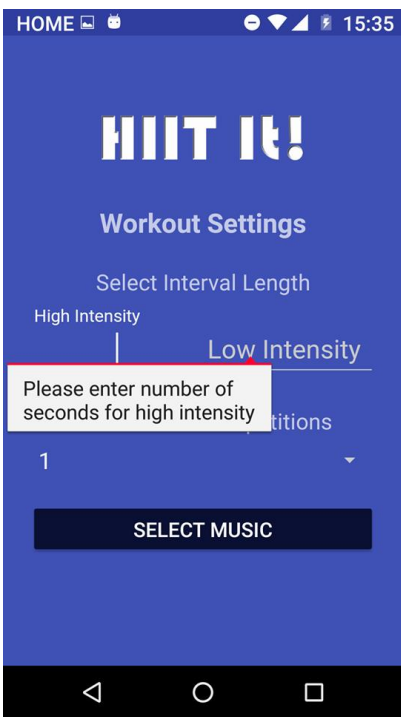 HOME 15:35
HIIT It!
Workout Settings
Select Interval Length
High Intensity
Low Intensity
Please enter number of
seconds for high intensity
1
SELECT MUSIC